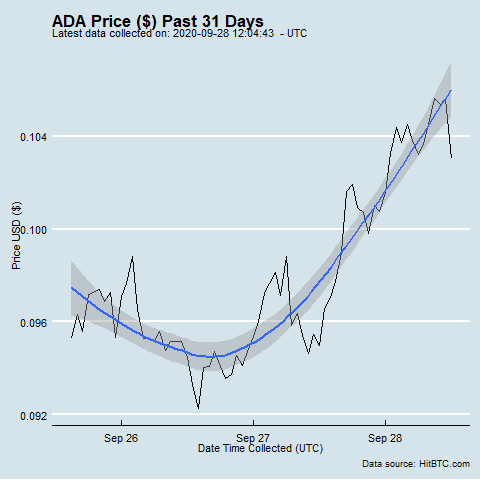 ADA Price ($) Past 31 Days
Latest data collected on: 2020-09-28 12:04:43 - UTC
0.104
0.100
0.096
0.092
Price USD ($)
Sep 26
Sep 27
Sep 28
Date Time Collected (UTC)
Data source: HitBTC.com